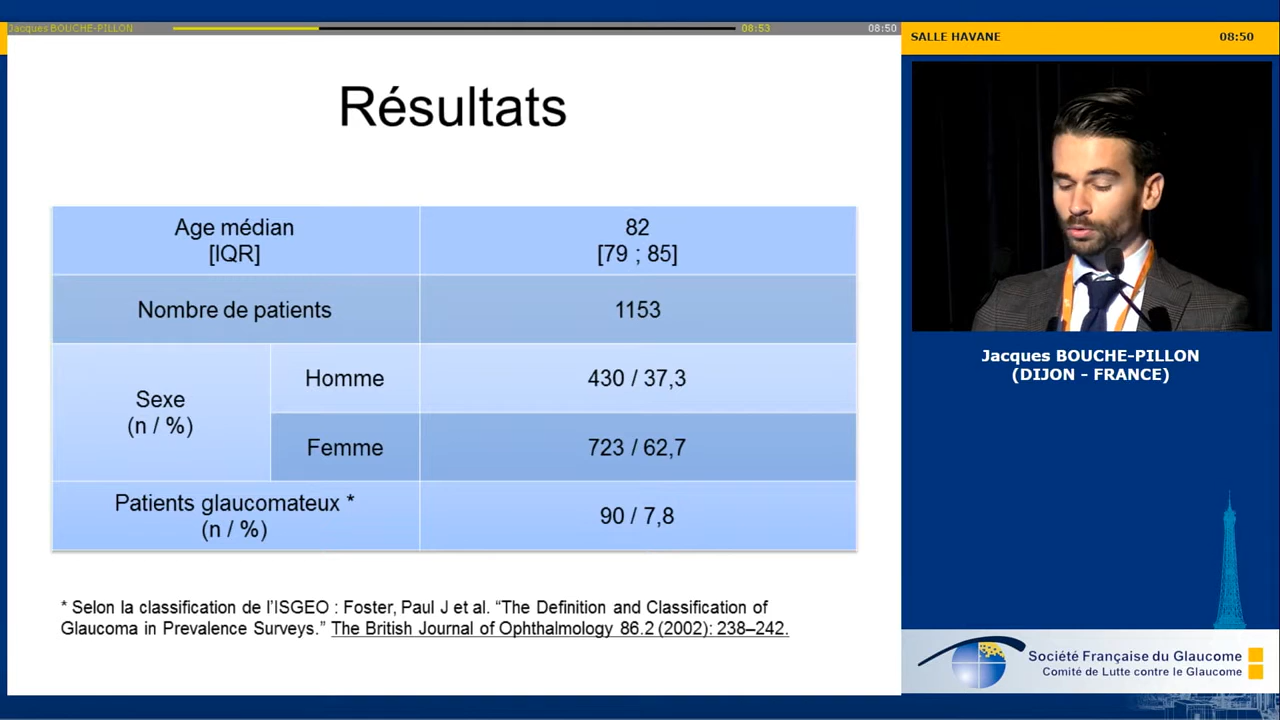 Jacques BOUCHE-PILLON
08:53
08:50
SALLE HAVANE
08:50
Résultats
Age médian
[IQR]
82
[79 ; 85]
Nombre de patients
1153
Sexe
(n / %)
Homme
430 / 37,3
Femme
723 / 62,7
Patients glaucomateux *
(n / %)
90 / 7,8
* Selon la classification de l’ISGEO : Foster, Paul J et al. “The Definition and Classification of
Glaucoma in Prevalence Surveys.” The British Journal of Ophthalmology 86.2 (2002): 238–242.
Jacques BOUCHE-PILLON
(DIJON - FRANCE)
Société Française du Glaucome
Comité de Lutte contre le Glaucome